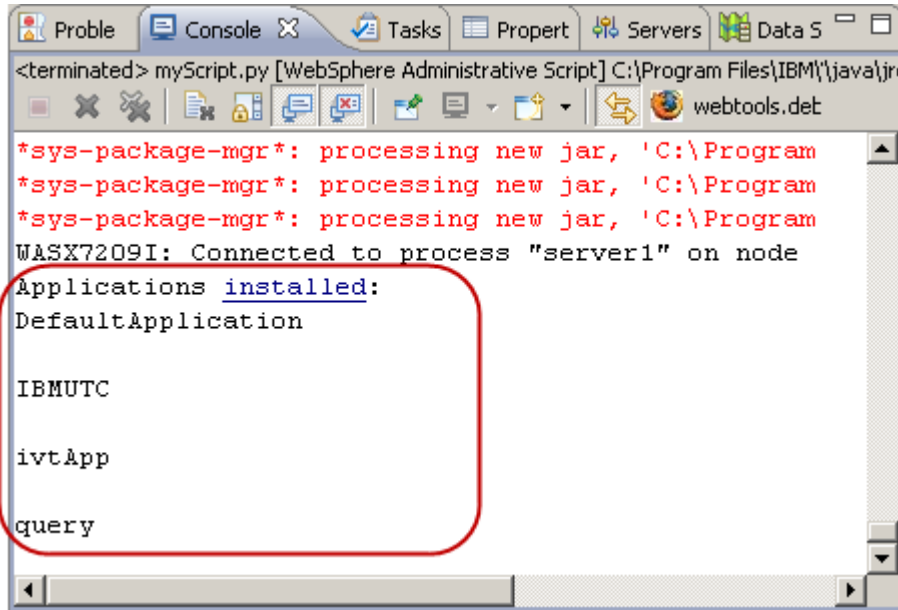 Proble Console Tasks Propert Servers Data S
<terminated> myScript.py [WebSphere Administrative Script] C:\Program Files\IBM\'\java\jr
webtools.deb
*sys-package-mgr*: processing new jar, 'C:\Program
*sys-package-mgr*: processing new jar, 'C:\Program
*sys-package-mgr*: processing new jar, 'C:\Program
WASX7209I: Connected to process "server1" on node
Applications installed:
DefaultApplication
IBMUTC
ivtApp
query